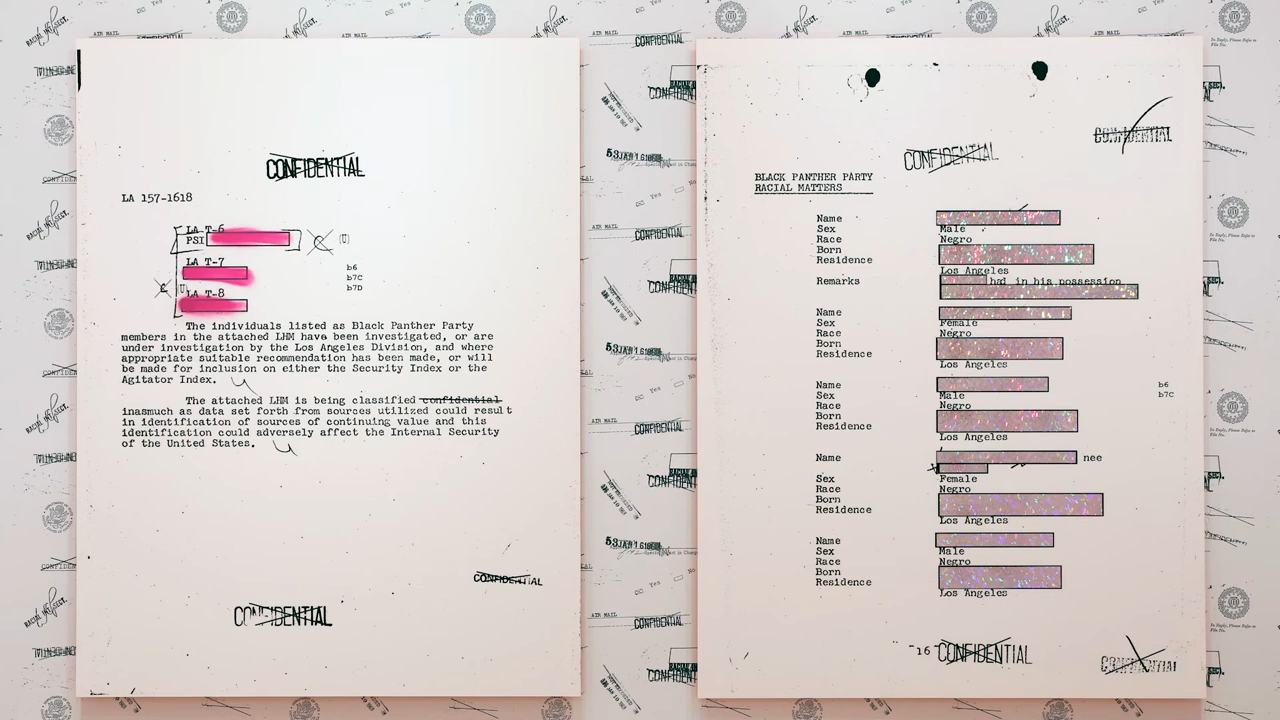 CONFIDENTIAL
LA 157-1618
LA T-6
PSI
(U)
LA T-7
b6
b7C
b7D
LA T-8
The individuals listed as Black Panther Party
members in the attached LHM have been investigated, or are
under investigation by the Los Angeles Division, and where
appropriate suitable recommendation has been made, or will
be made for inclusion on either the Security Index or the
Agitator Index.
The attached LHM is being classified confidential
inasmuch as data set forth from sources utilized could result
in identification of sources of continuing value and this
identification could adversely affect the Internal Security
of the United States.
CONFIDENTIAL
CONFIDENTIAL
CONFIDENTIAL
CONFIDENTIAL
BLACK PANTHER PARTY
RACIAL MATTERS
Name
Sex Male
Race Negro
Born
Residence
Los Angeles
Remarks had in his possession
Name
Sex Female
Race Negro
Born
Residence
Los Angeles
Name
b6
Sex Male
b7C
Race Negro
Born
Residence
Los Angeles
Name nee
Sex Female
Race Negro
Born
Residence
Los Angeles
Name
Sex Male
Race Negro
Born
Residence
Los Angeles
-16
CONFIDENTIAL
CONFIDENTIAL
AIR MAIL
CONFIDENTIAL
Yes
No